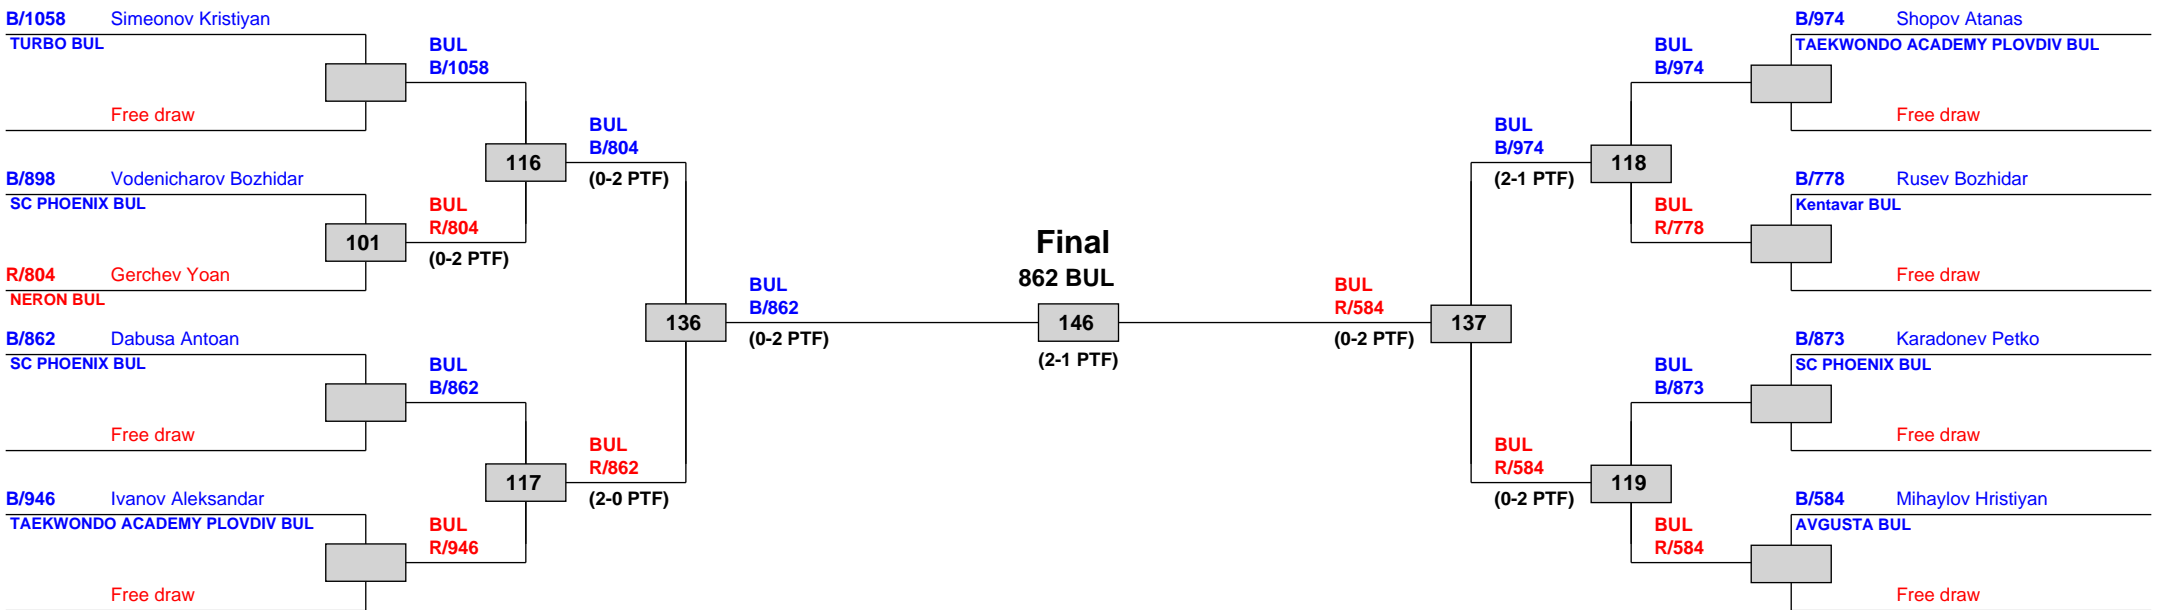 B/1058 Simeonov Kristiyan
TURBO BUL
Free draw
B/898 Vodenicharov Bozhidar
SC PHOENIX BUL
101
R/804 Gerchev Yoan
NERON BUL
B/862 Dabusa Antoan
SC PHOENIX BUL
Free draw
B/946 Ivanov Aleksandar
TAEKWONDO ACADEMY PLOVDIV BUL
Free draw
BUL
B/1058
116
BUL
R/804
(0-2 PTF)
BUL
B/862
117
BUL
R/946
BUL
B/804
(0-2 PTF)
136
BUL
R/862
(2-0 PTF)
BUL
B/862
(0-2 PTF)
Final
862 BUL
146
(2-1 PTF)
BUL
R/584
(0-2 PTF)
137
BUL
B/974
(2-1 PTF)
118
BUL
R/584
(0-2 PTF)
119
BUL
B/974
BUL
R/778
BUL
B/873
BUL
R/584
B/974 Shopov Atanas
TAEKWONDO ACADEMY PLOVDIV BUL
Free draw
B/778 Rusev Bozhidar
Kentavar BUL
Free draw
B/873 Karadonev Petko
SC PHOENIX BUL
Free draw
B/584 Mihaylov Hristiyan
AVGUSTA BUL
Free draw